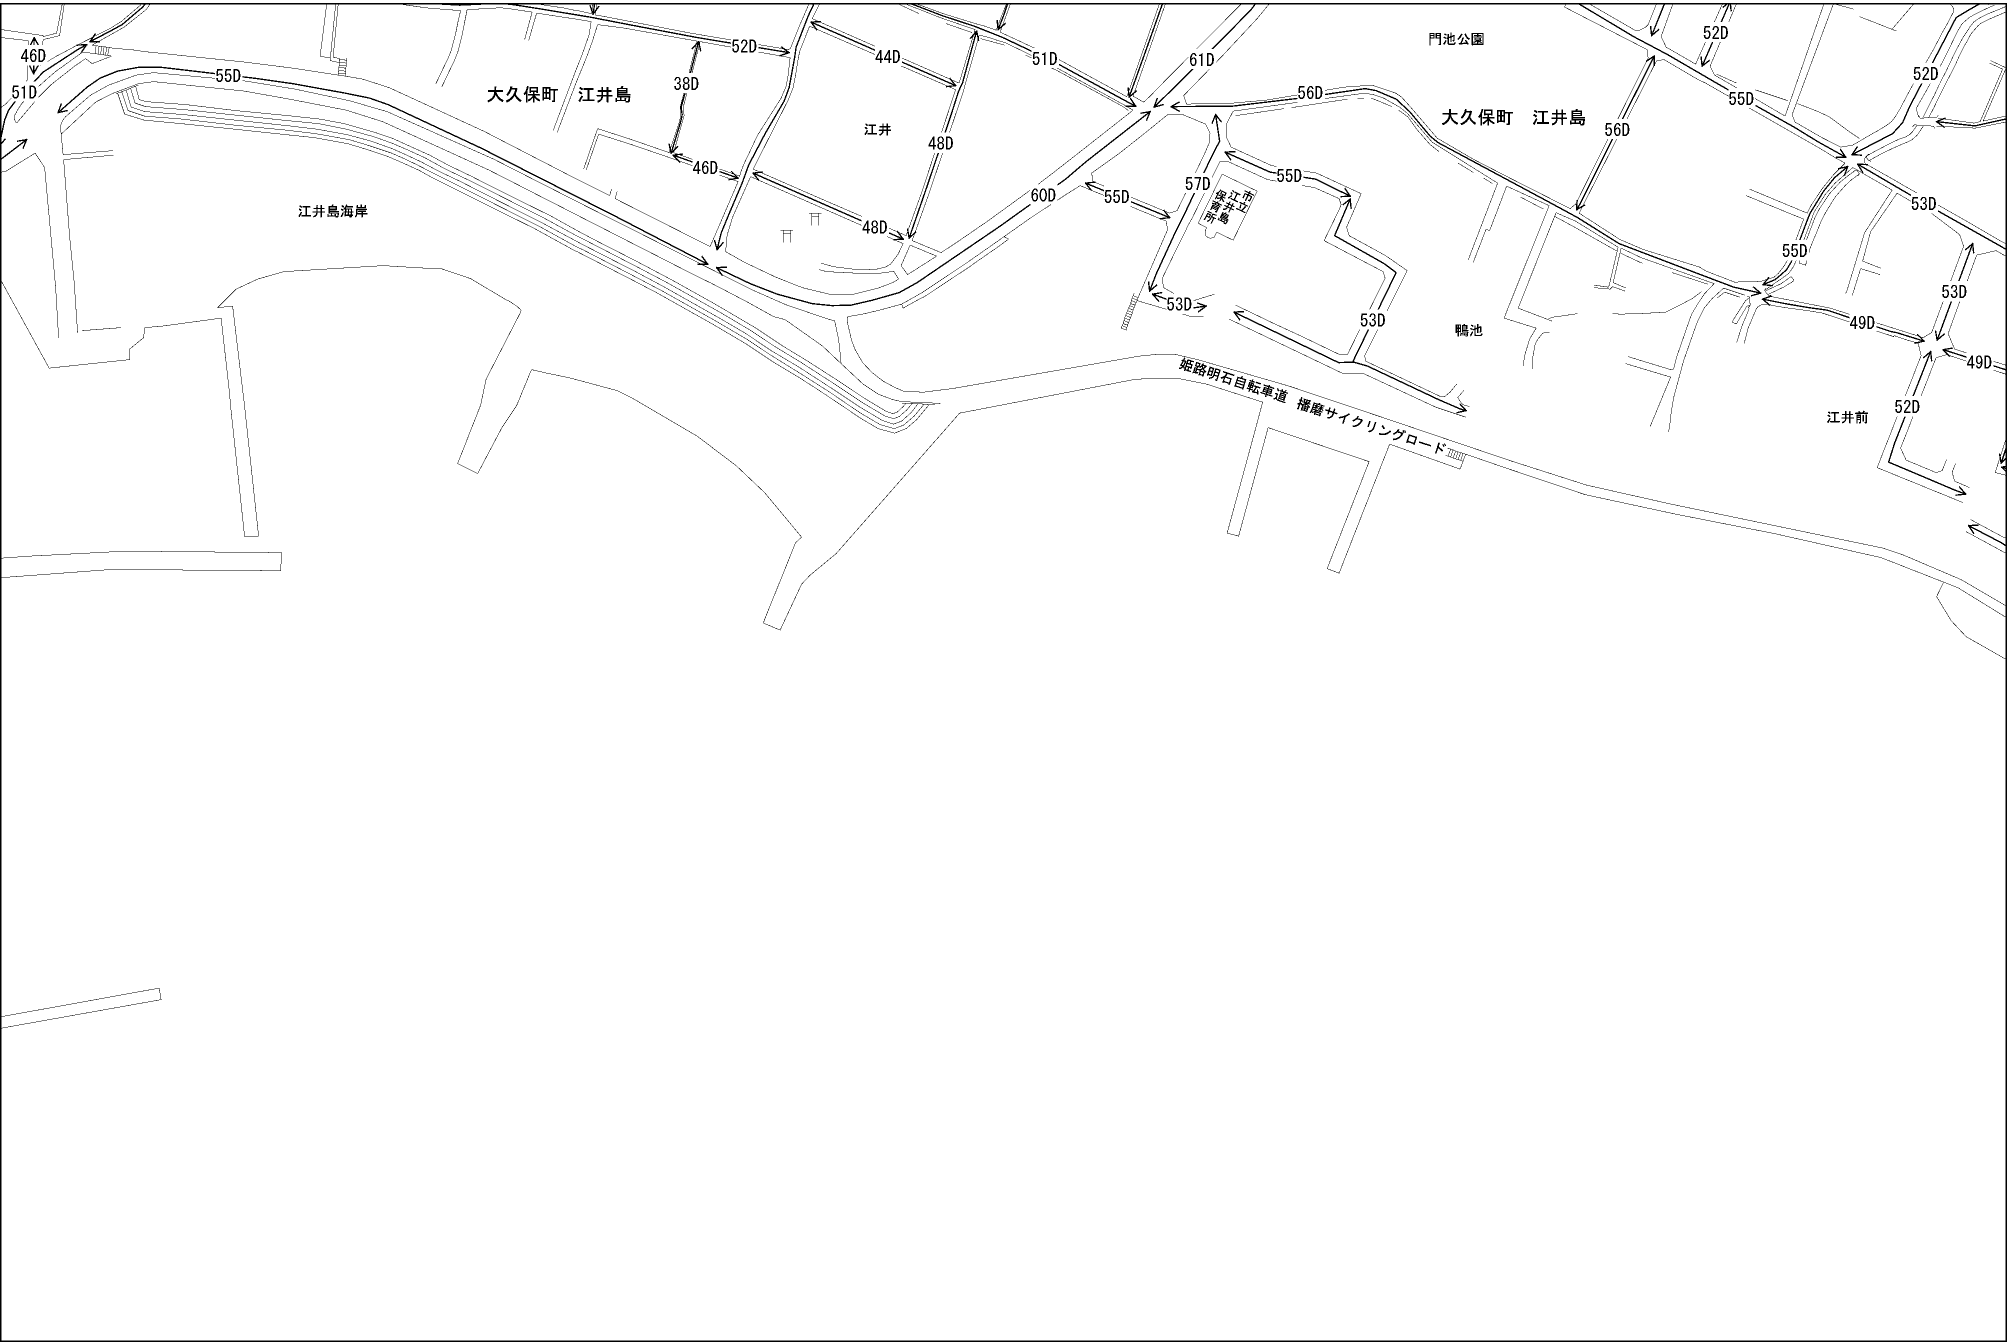 46D
51D
55D
52D
38D
大久保町　江井島
46D
44D
江井
48D
48D
51D
61D
60D
55D
57D
55D
市立
江井島
保育所
53D
53D
56D
門池公園
大久保町　江井島
56D
52D
55D
52D
53D
55D
53D
49D
49D
52D
江井島海岸
鴨池
江井前
姫路明石自転車道　播磨サイクリングロード